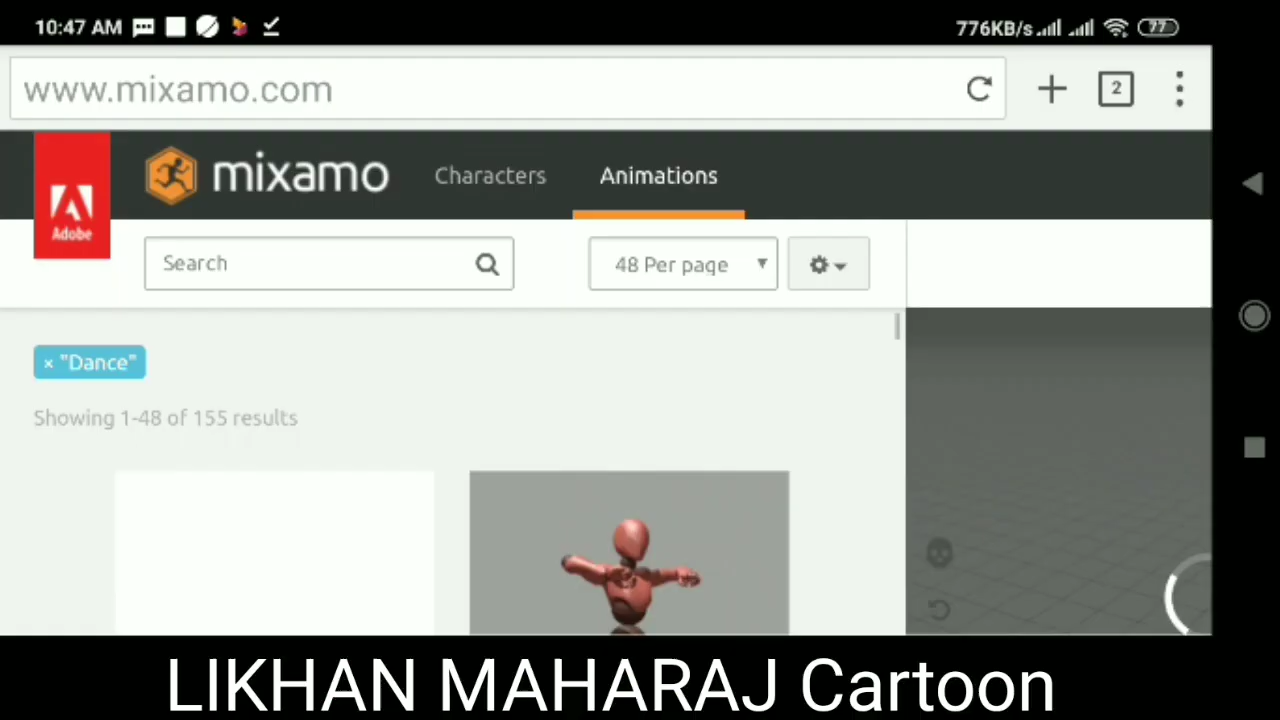 10:47 AM 776KB/s 77
www.mixamo.com 2
Adobe mixamo Characters Animations
Search 48 Per page
× "Dance"
Showing 1-48 of 155 results
LIKHAN MAHARAJ Cartoon